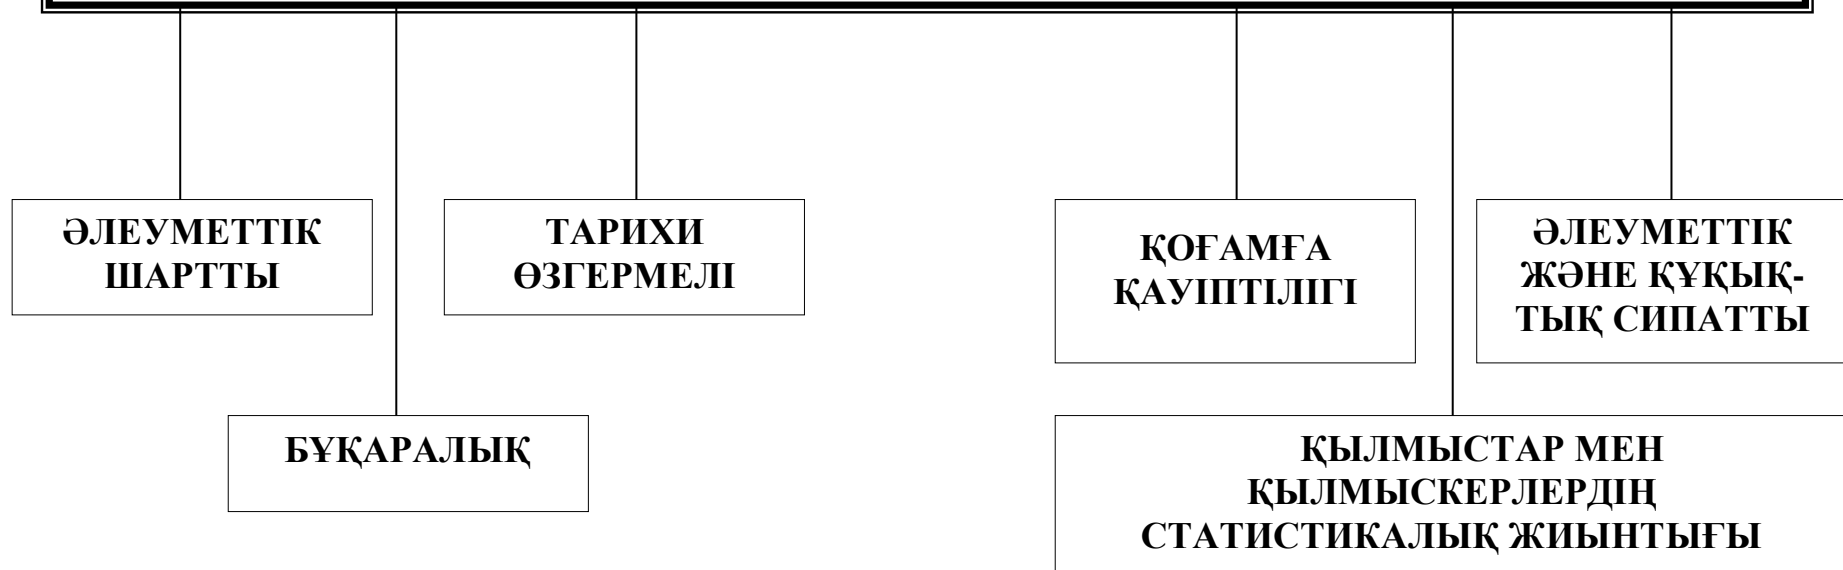 ӘЛЕУМЕТТІК
ШАРТТЫ
ТАРИХИ
ӨЗГЕРМЕЛІ
ҚОҒАМҒА
ҚАУІПТІЛІГІ
ӘЛЕУМЕТТІК
ЖӘНЕ ҚҰҚЫҚ-
ТЫҚ СИПАТТЫ
БҰҚАРАЛЫҚ
ҚЫЛМЫСТАР МЕН
ҚЫЛМЫСКЕРЛЕРДІҢ
СТАТИСТИКАЛЫҚ ЖИЫНТЫҒЫ